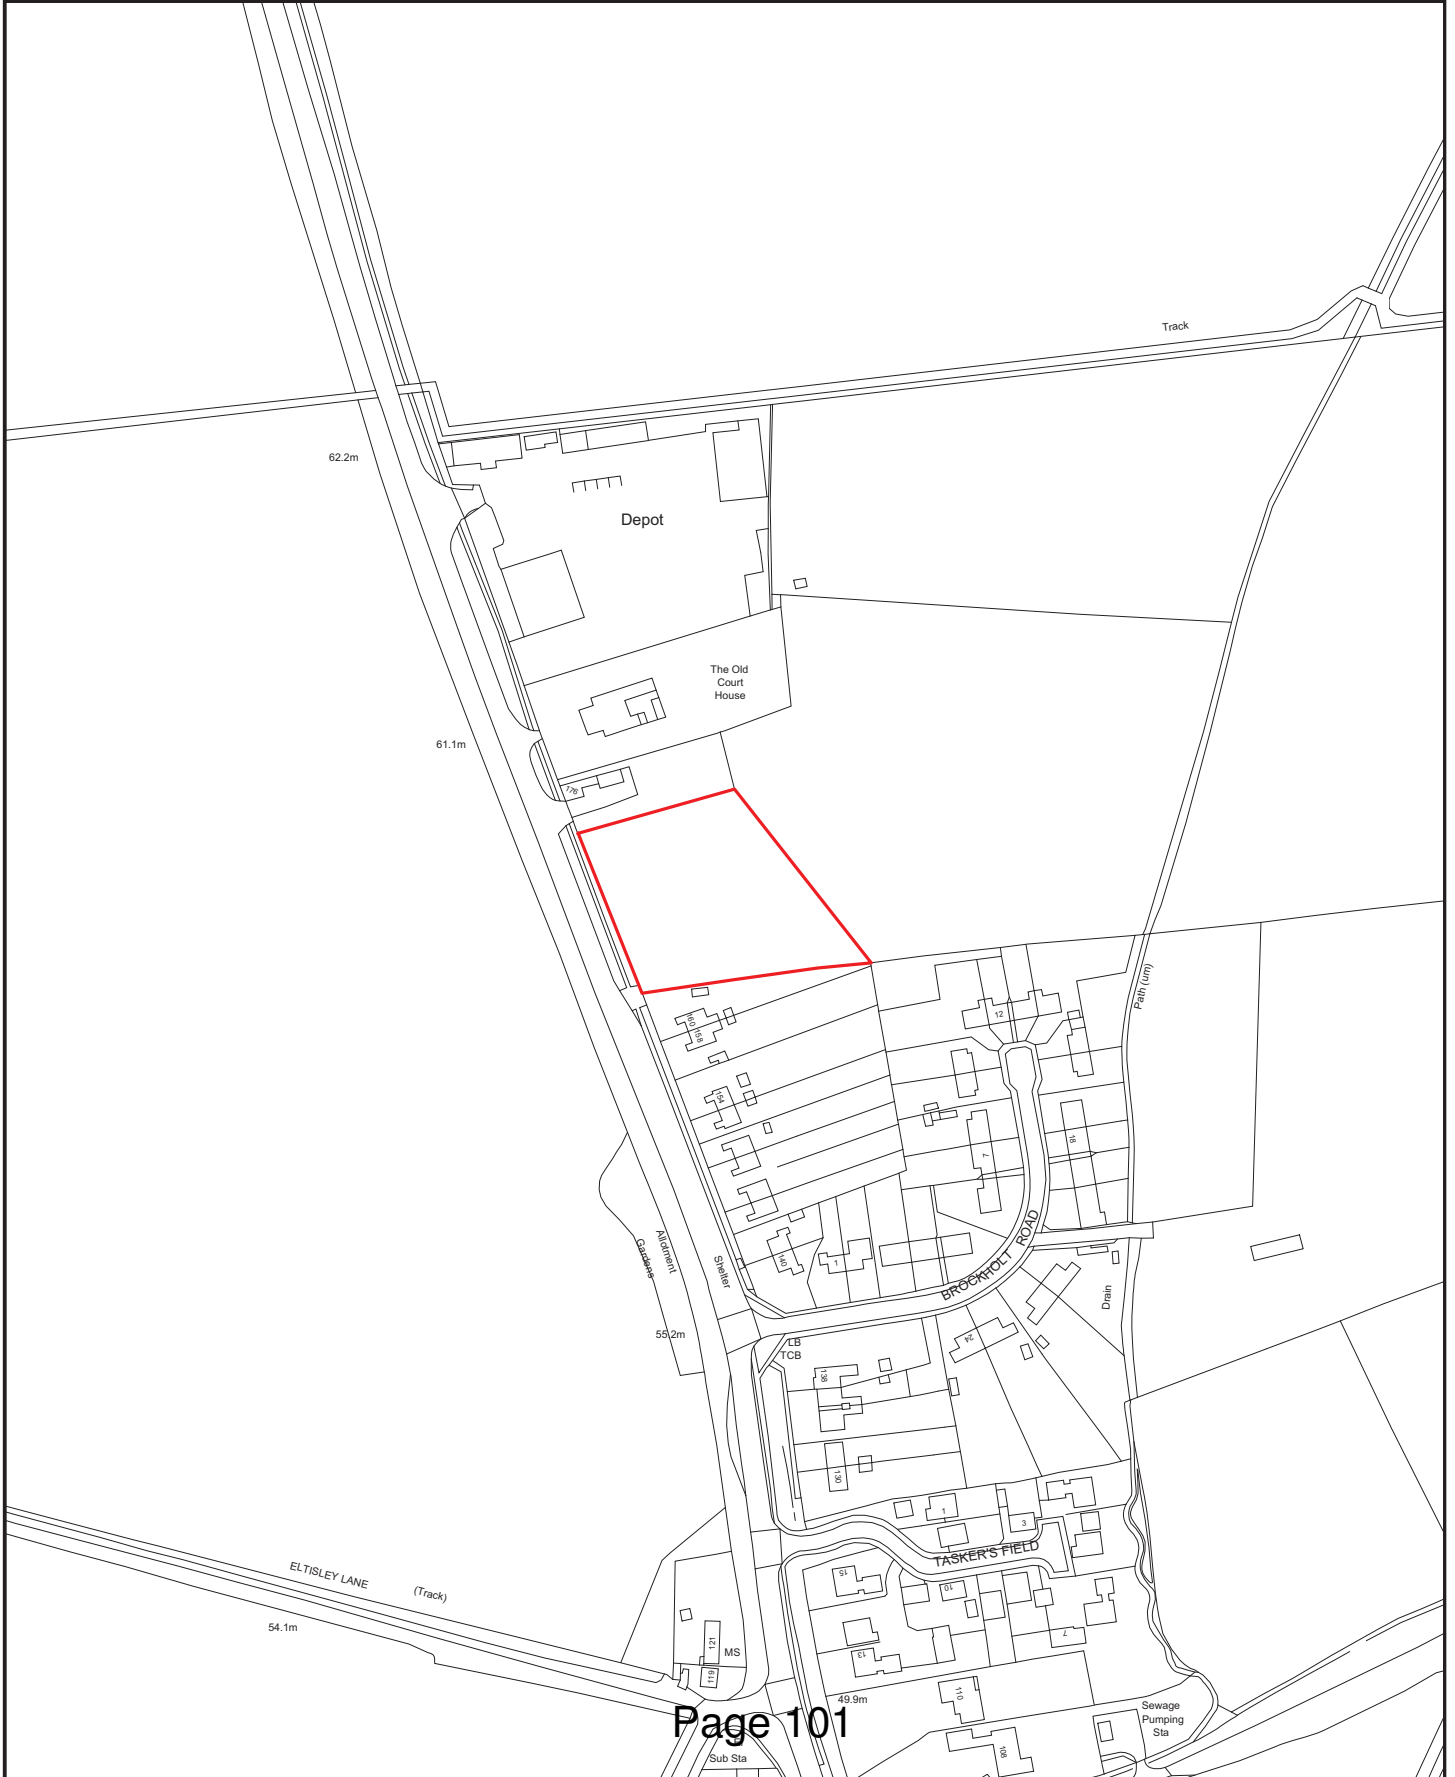 Track
62.2m
Depot
The Old
Court
House
61.1m
176
Path (um)
12
160
158
154
18
7
BROCKHOLT ROAD
Allotment
Gardens
Shelter
140
1
Drain
55.2m
LB
TCB
24
138
130
1
3
TASKER'S FIELD
ELTISLEY LANE
(Track)
15
10
54.1m
121
MS
7
13
119
49.9m
110
Sewage
Pumping
Sta
Page 101
108
El
Sub Sta